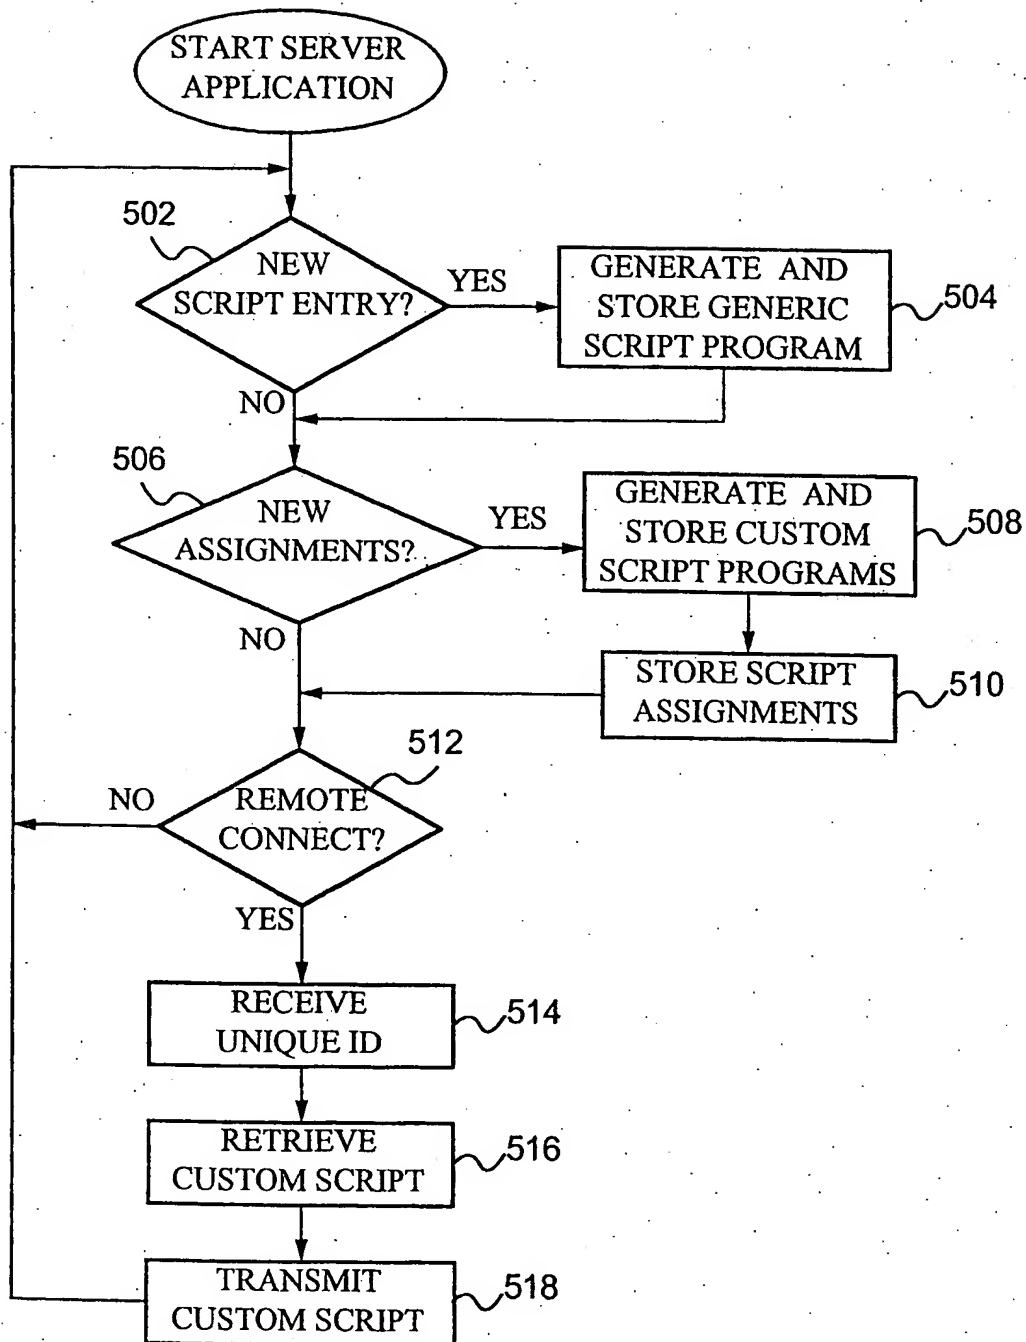 START SERVER
APPLICATION
502
NEW
SCRIPT ENTRY?
YES
GENERATE AND
STORE GENERIC
SCRIPT PROGRAM
504
NO
506
NEW
ASSIGNMENTS?
YES
GENERATE AND
STORE CUSTOM
SCRIPT PROGRAMS
508
NO
STORE SCRIPT
ASSIGNMENTS
510
512
REMOTE
CONNECT?
NO
YES
RECEIVE
UNIQUE ID
514
RETRIEVE
CUSTOM SCRIPT
516
TRANSMIT
CUSTOM SCRIPT
518